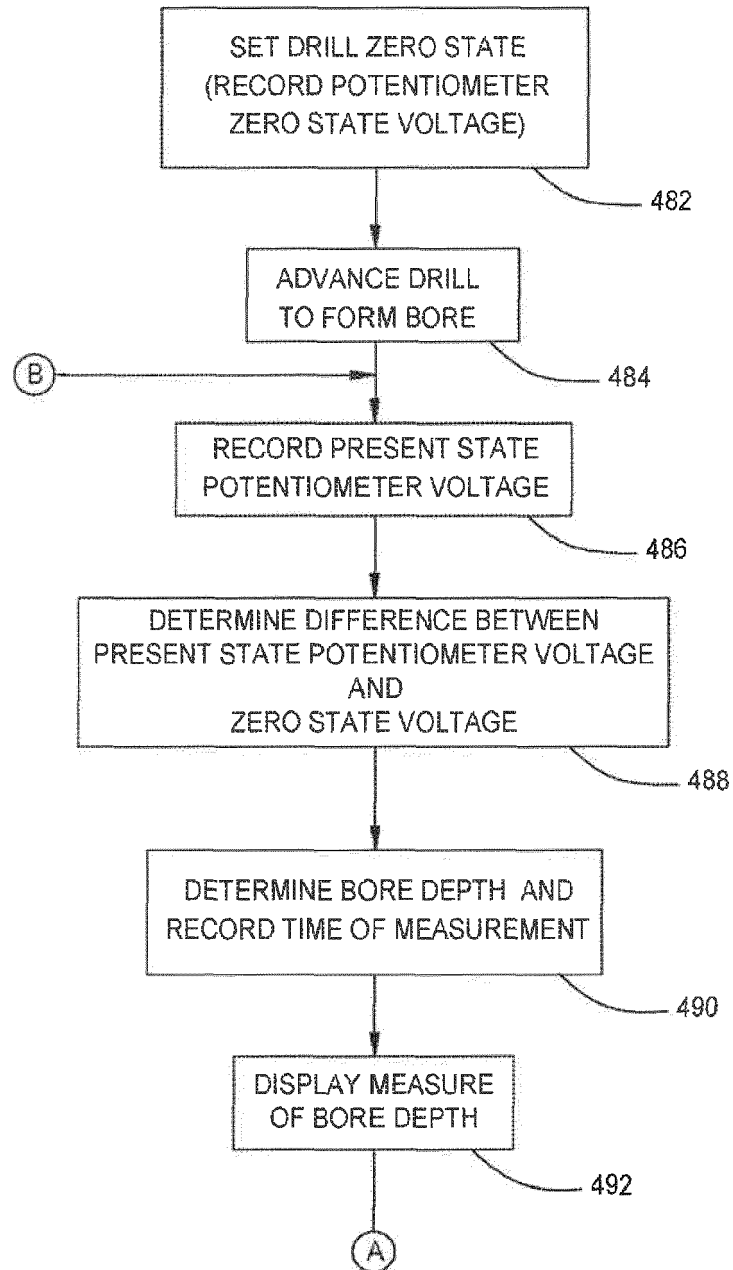 SET DRILL ZERO STATE
(RECORD POTENTIOMETER
ZERO STATE VOLTAGE)
482
ADVANCE DRILL
TO FORM BORE
484
B
RECORD PRESENT STATE
POTENTIOMETER VOLTAGE
486
DETERMINE DIFFERENCE BETWEEN
PRESENT STATE POTENTIOMETER VOLTAGE
AND
ZERO STATE VOLTAGE
488
DETERMINE BORE DEPTH AND
RECORD TIME OF MEASUREMENT
490
DISPLAY MEASURE
OF BORE DEPTH
492
A